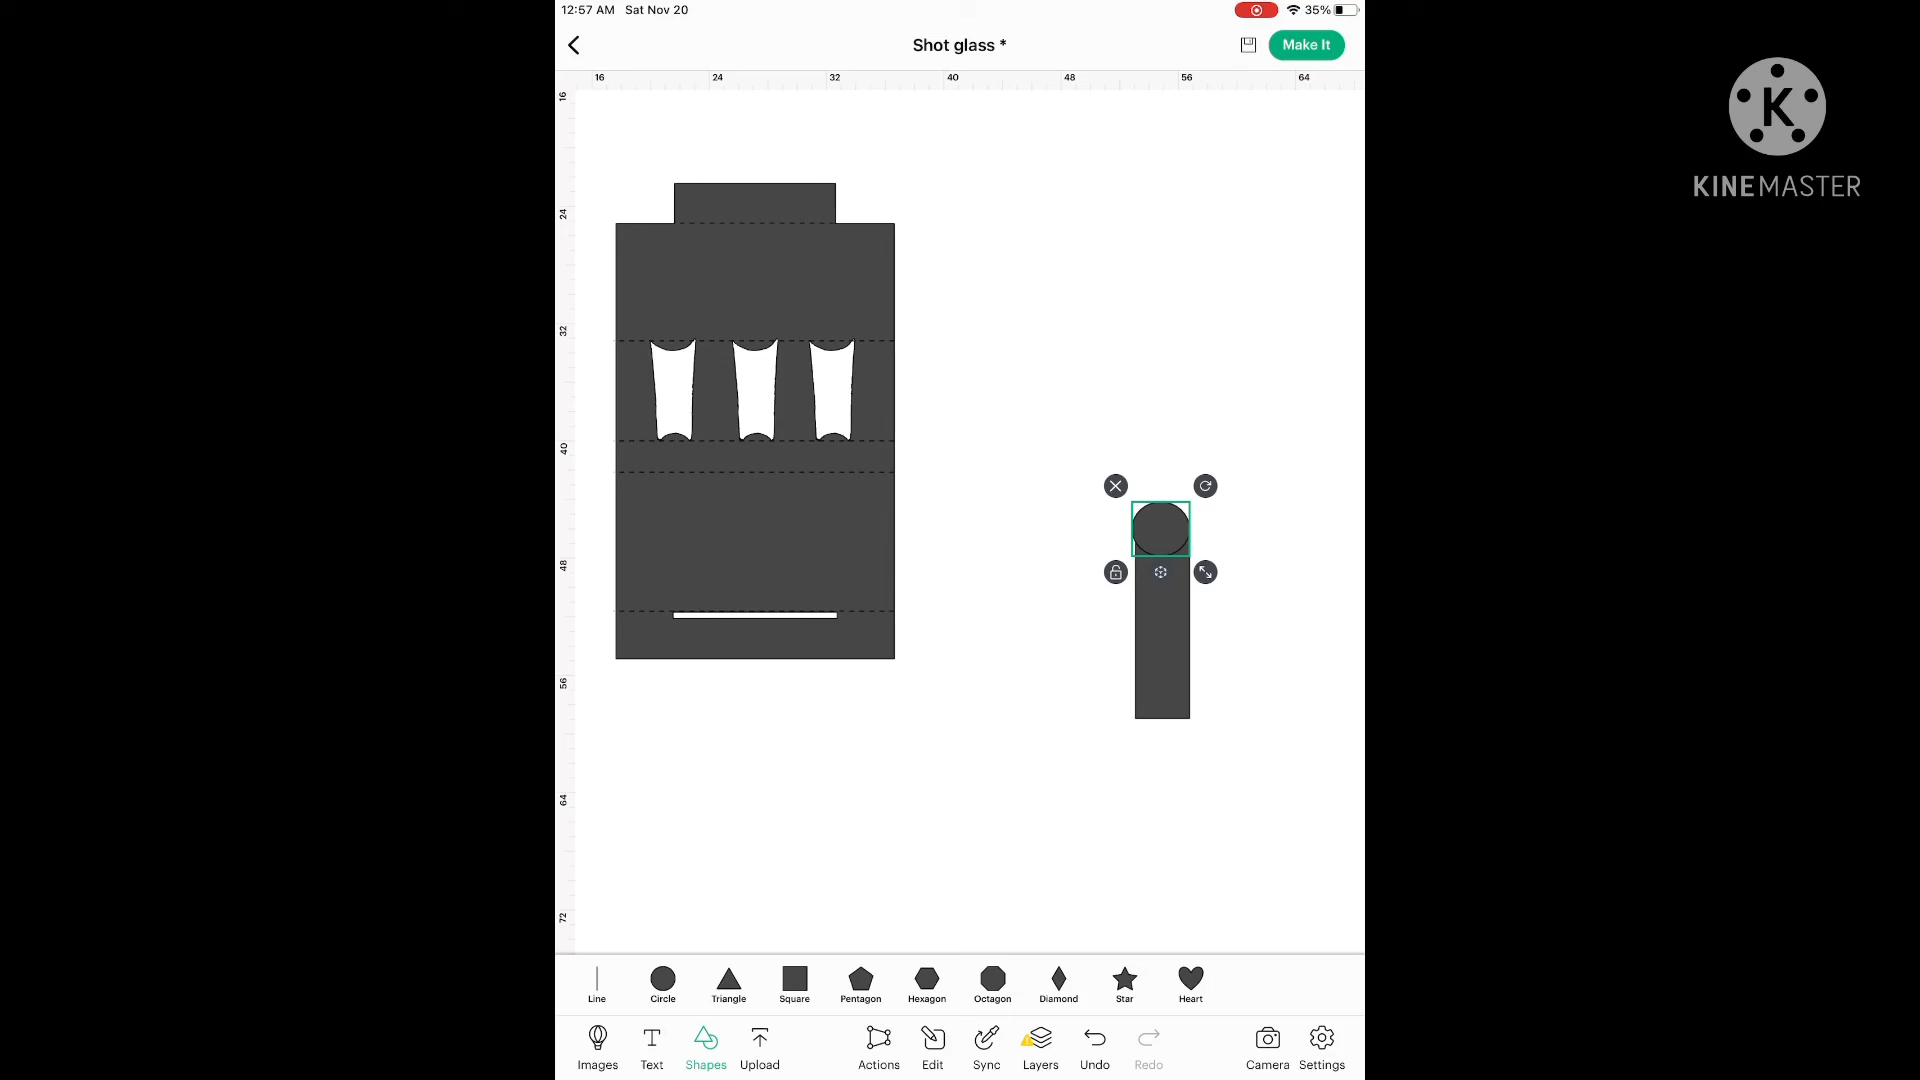 12:57 AM Sat Nov 20
35%
Shot glass *
Make It
16 24 32 40 48 56 64
16
24
32
40
48
56
64
72
K
KINEMASTER
Line Circle Triangle Square Pentagon Hexagon Octagon Diamond Star Heart
Images Text Shapes Upload Actions Edit Sync Layers Undo Redo Camera Settings